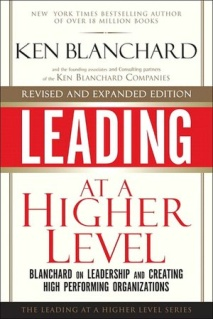 NEW YORK TIMES BESTSELLING AUTHOR
OF OVER 18 MILLION BOOKS
KEN BLANCHARD
and the founding associates and Consulting partners
of the KEN BLANCHARD COMPANIES
REVISED AND EXPANDED EDITION
LEADING
AT A
HIGHER
LEVEL
BLANCHARD ON LEADERSHIP AND CREATING
HIGH PERFORMING ORGANIZATIONS
THE LEADING AT A HIGHER LEVEL SERIES